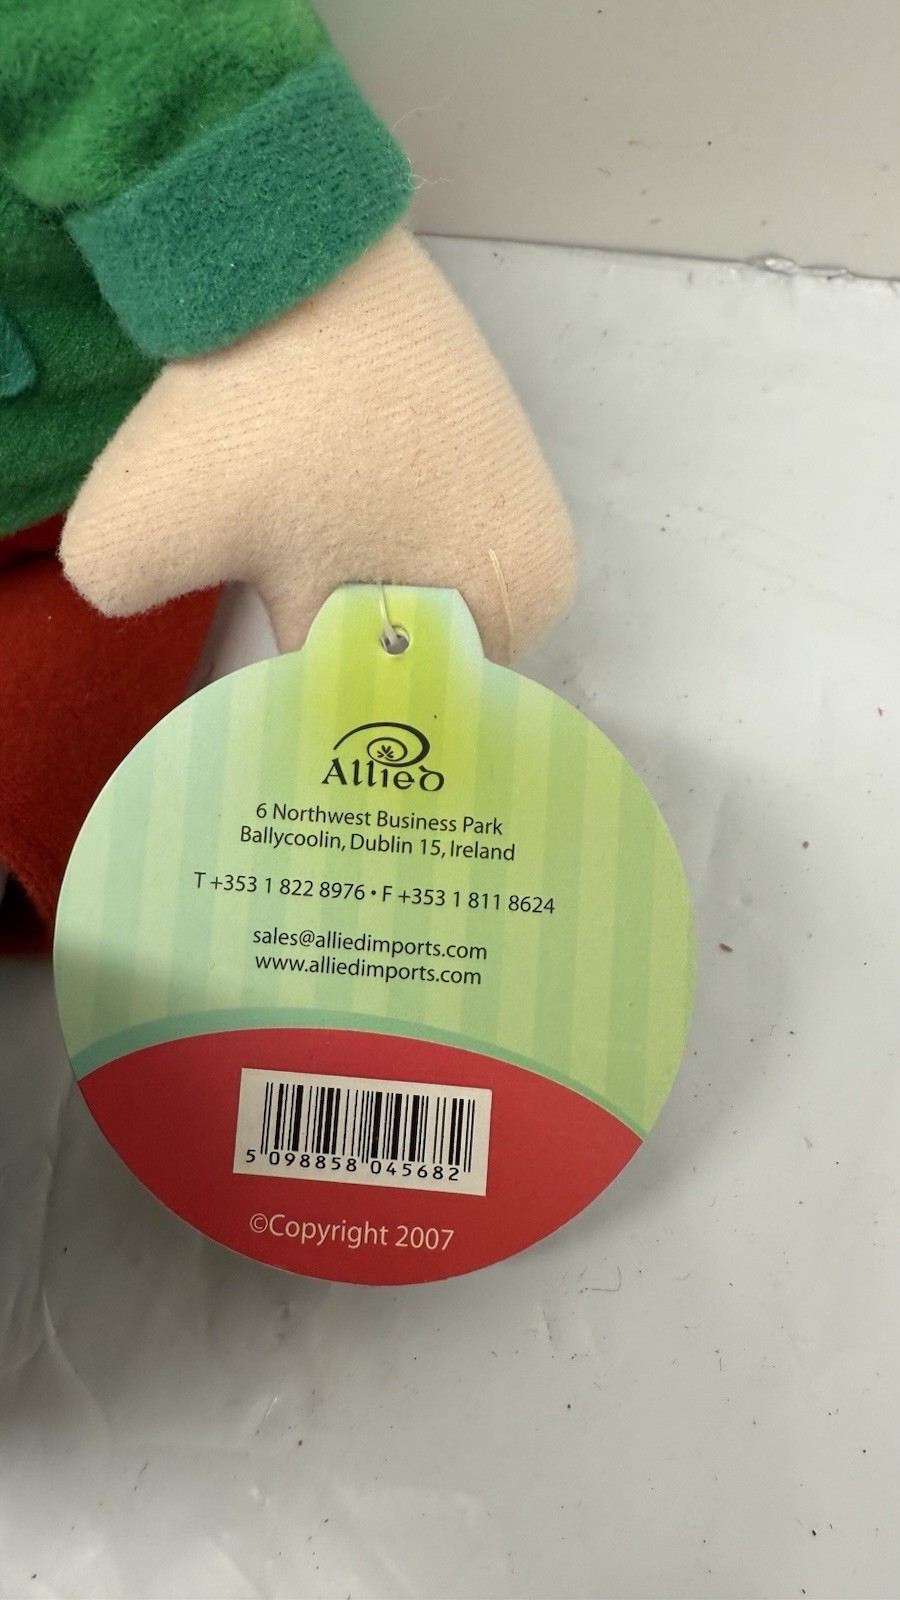 Allied
6 Northwest Business Park
Ballycoolin, Dublin 15, Ireland
T +353 1 822 8976 • F +353 1 811 8624
sales@alliedimports.com
www.alliedimports.com
5 098858 045682
©Copyright 2007